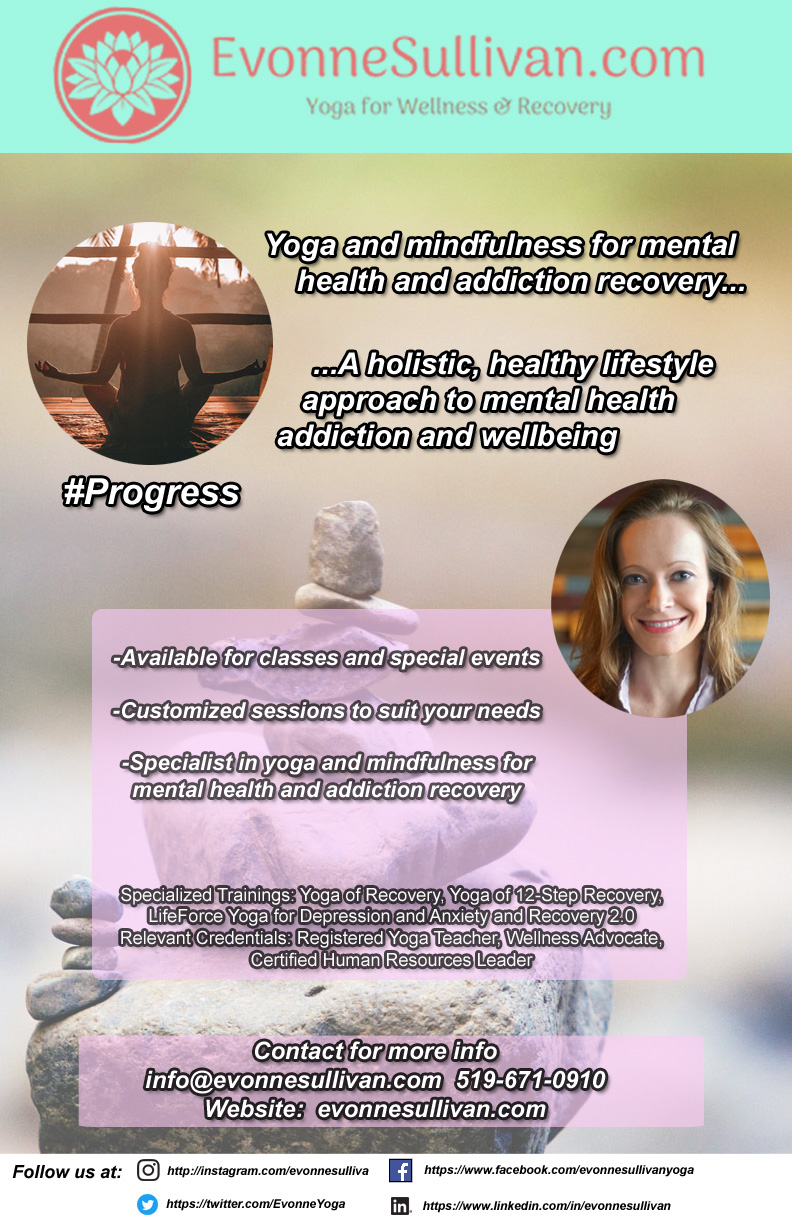 EvonneSullivan.com
Yoga for Wellness & Recovery
Yoga and mindfulness for mental
health and addiction recovery...
...A holistic, healthy lifestyle
approach to mental health
addiction and wellbeing
#Progress
-Available for classes and special events
-Customized sessions to suit your needs
-Specialist in yoga and mindfulness for
mental health and addiction recovery
Specialized Trainings: Yoga of Recovery, Yoga of 12-Step Recovery,
LifeForce Yoga for Depression and Anxiety and Recovery 2.0
Relevant Credentials: Registered Yoga Teacher, Wellness Advocate,
Certified Human Resources Leader
Contact for more info
info@evonnesullivan.com 519-671-0910
Website: evonnesullivan.com
Follow us at: http://instagram.com/evonnesulliva https://www.facebook.com/evonnesullivanyoga
https://twitter.com/EvonneYoga https://www.linkedin.com/in/evonnesullivan